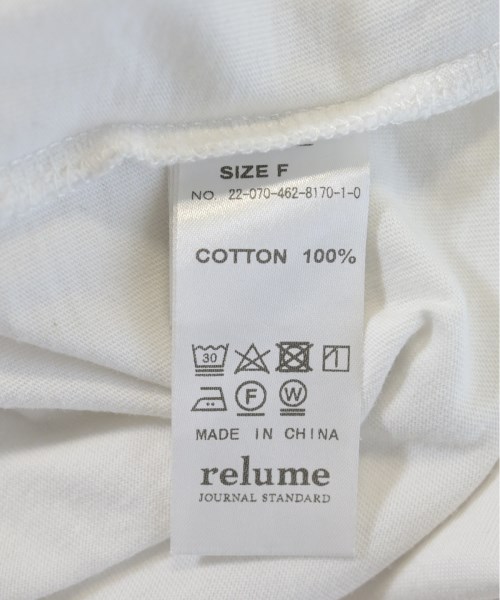 SIZE F
NO. 22-070-462-8170-1-0
COTTON 100%
30
F W
MADE IN CHINA
relume
JOURNAL STANDARD